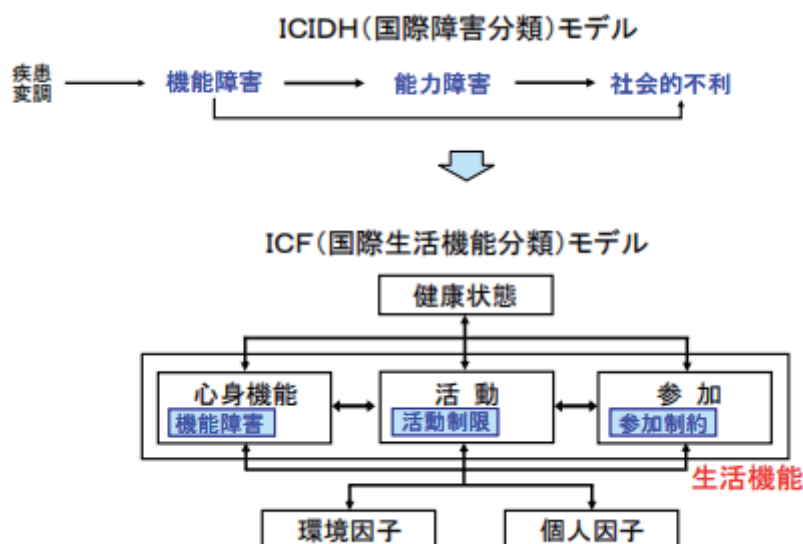 ICIDH(国際障害分類)モデル
疾患
変調
機能障害
能力障害
社会的不利
ICF(国際生活機能分類)モデル
健康状態
心身機能
機能障害
活 動
活動制限
参 加
参加制約
生活機能
環境因子
個人因子